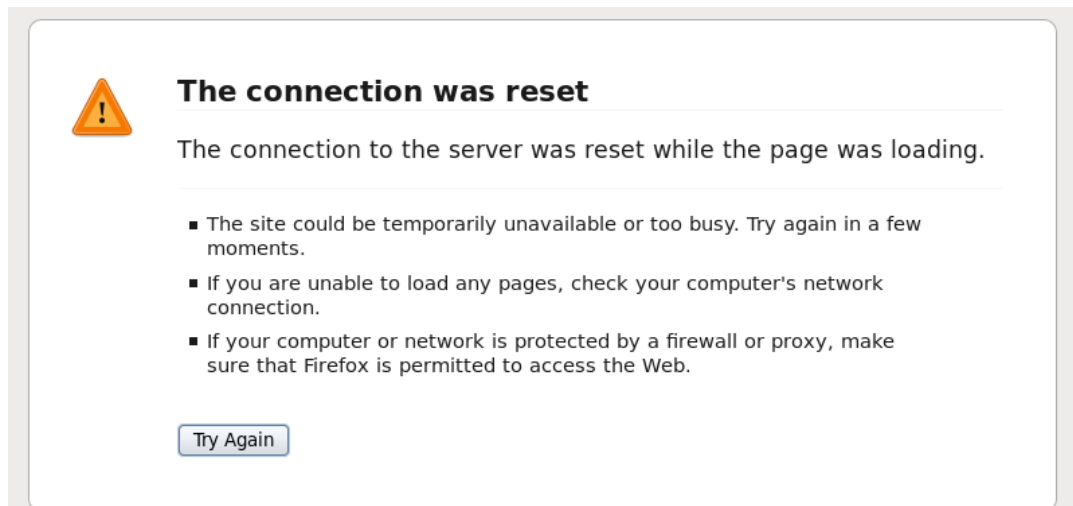 The connection was reset
The connection to the server was reset while the page was loading.
The site could be temporarily unavailable or too busy. Try again in a few
moments.
If you are unable to load any pages, check your computer's network
connection.
If your computer or network is protected by a firewall or proxy, make
sure that Firefox is permitted to access the Web.
Try Again